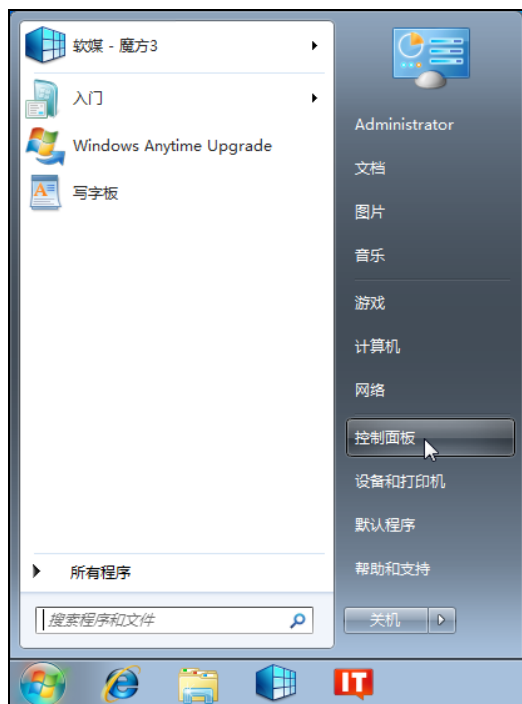 软媒 - 魔方3
入门
Windows Anytime Upgrade
写字板
所有程序
搜索程序和文件
Administrator
文档
图片
音乐
游戏
计算机
网络
控制面板
设备和打印机
默认程序
帮助和支持
关机
IT